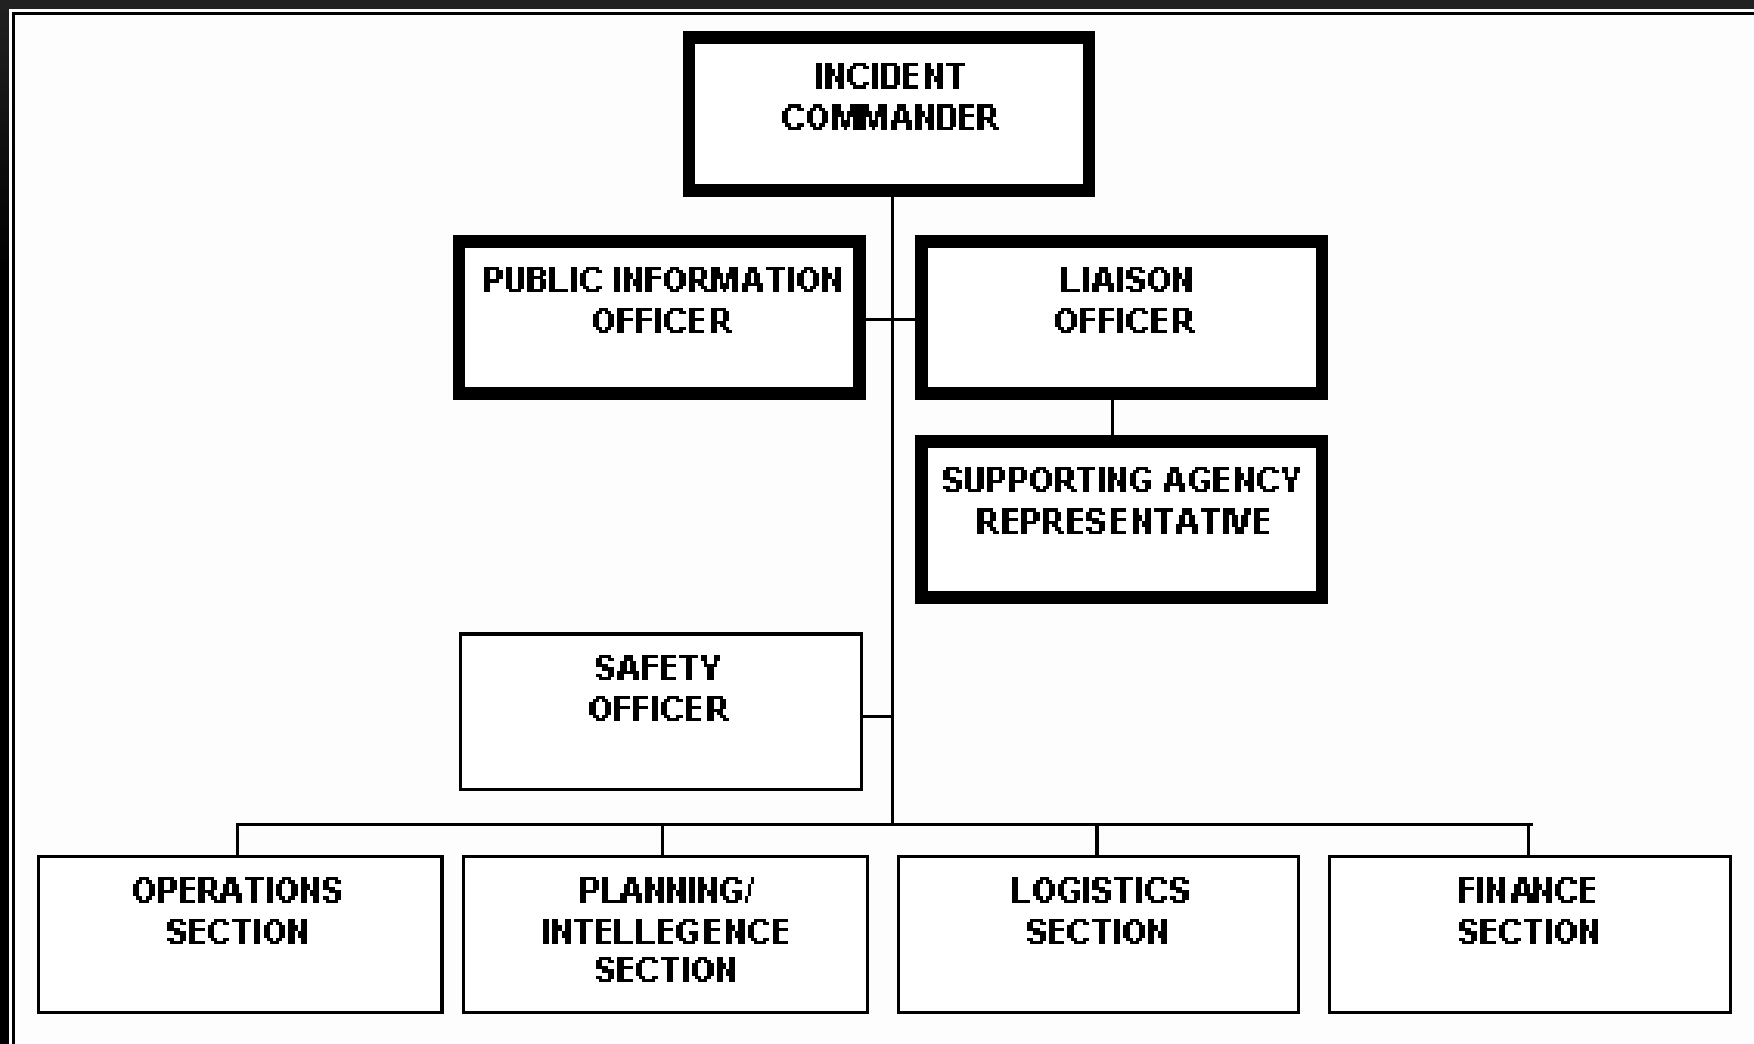 INCIDENT
COMMANDER
PUBLIC INFORMATION
OFFICER
LIAISON
OFFICER
SUPPORTING AGENCY
REPRESENTATIVE
SAFETY
OFFICER
OPERATIONS
SECTION
PLANNING/
INTELLEGENCE
SECTION
LOGISTICS
SECTION
FINANCE
SECTION